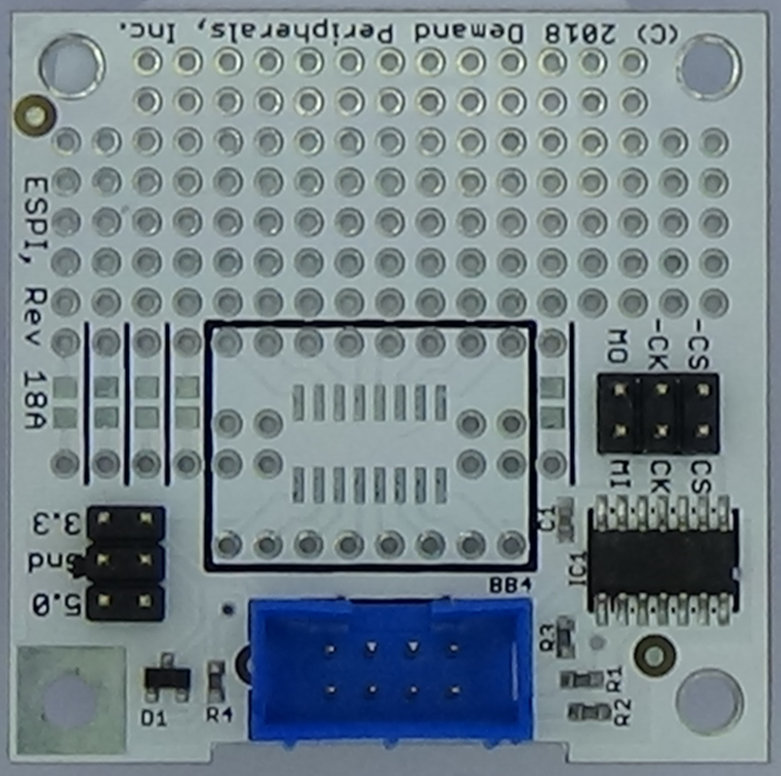 (C) 2018 Demand Peripherals, Inc.
ESPI, Rev 18A
MO -CK -CS
MI CK CS
3.3
gnd
5.0
C1
IC1
BB4
R3
R1
R2
D1
R4